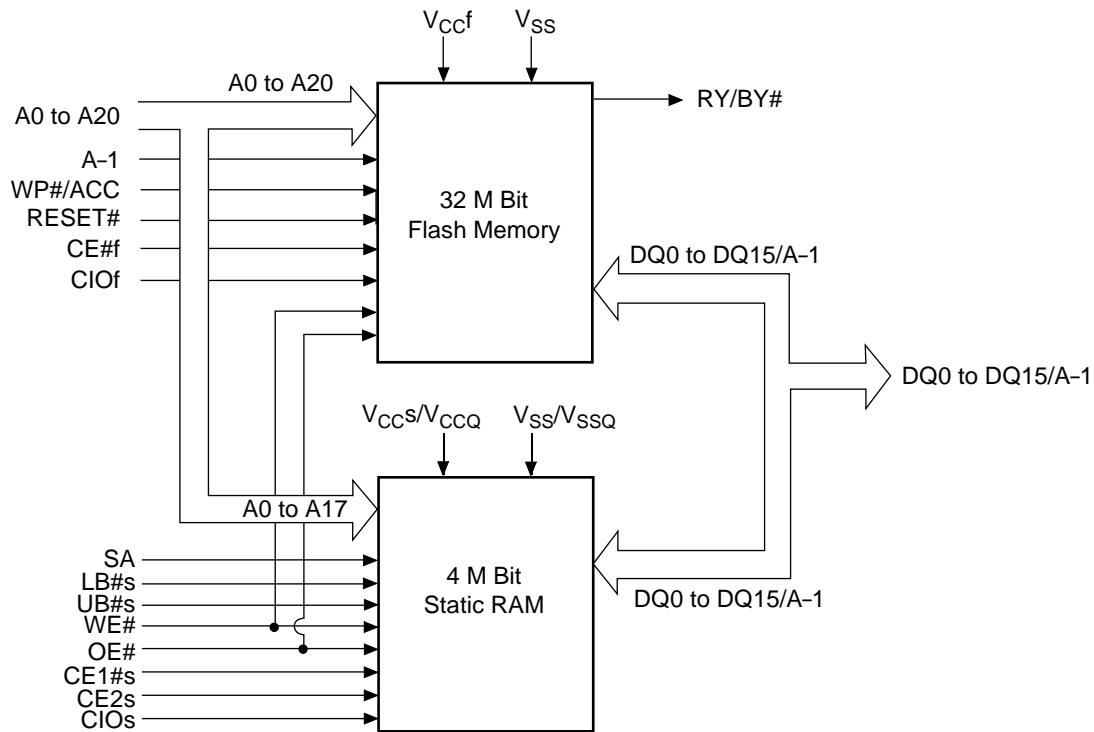 VCCf VSS
A0 to A20
RY/BY#
A0 to A20
A–1
WP#/ACC
RESET#
CE#f
CIOf
32 M Bit
Flash Memory
DQ0 to DQ15/A–1
DQ0 to DQ15/A–1
VCCs/VCCQ VSS/VSSQ
A0 to A17
SA
LB#s
UB#s
WE#
OE#
CE1#s
CE2s
CIOs
4 M Bit
Static RAM
DQ0 to DQ15/A–1